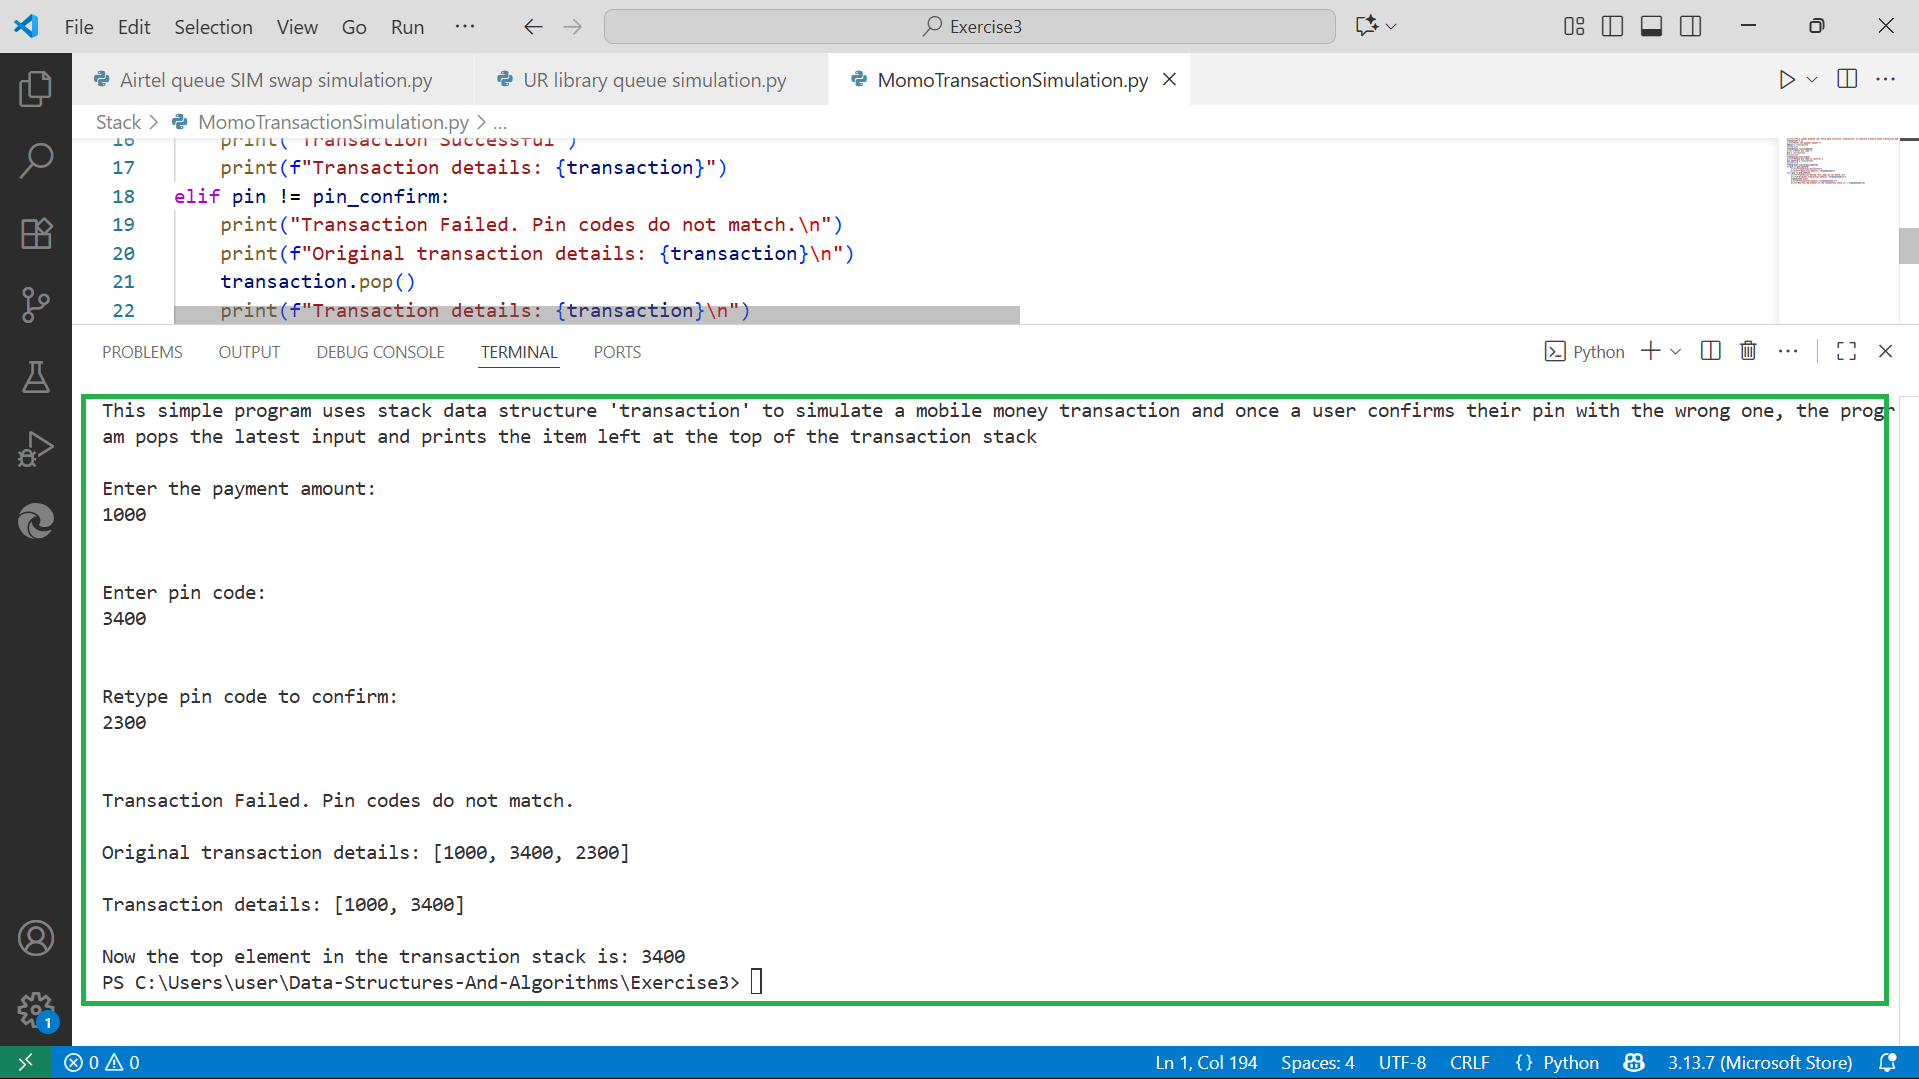 File Edit Selection View Go Run ··· Exercise3
Airtel queue SIM swap simulation.py UR library queue simulation.py MomoTransactionSimulation.py
Stack > MomoTransactionSimulation.py > ...
16 print("Transaction Successful")
17 print(f"Transaction details: {transaction}")
18 elif pin != pin_confirm:
19 print("Transaction Failed. Pin codes do not match.\n")
20 print(f"Original transaction details: {transaction}\n")
21 transaction.pop()
22 print(f"Transaction details: {transaction}\n")
PROBLEMS OUTPUT DEBUG CONSOLE TERMINAL PORTS Python
This simple program uses stack data structure 'transaction' to simulate a mobile money transaction and once a user confirms their pin with the wrong one, the progr
am pops the latest input and prints the item left at the top of the transaction stack
Enter the payment amount:
1000
Enter pin code:
3400
Retype pin code to confirm:
2300
Transaction Failed. Pin codes do not match.
Original transaction details: [1000, 3400, 2300]
Transaction details: [1000, 3400]
Now the top element in the transaction stack is: 3400
PS C:\Users\user\Data-Structures-And-Algorithms\Exercise3>
1
0 0 Ln 1, Col 194 Spaces: 4 UTF-8 CRLF {} Python 3.13.7 (Microsoft Store)